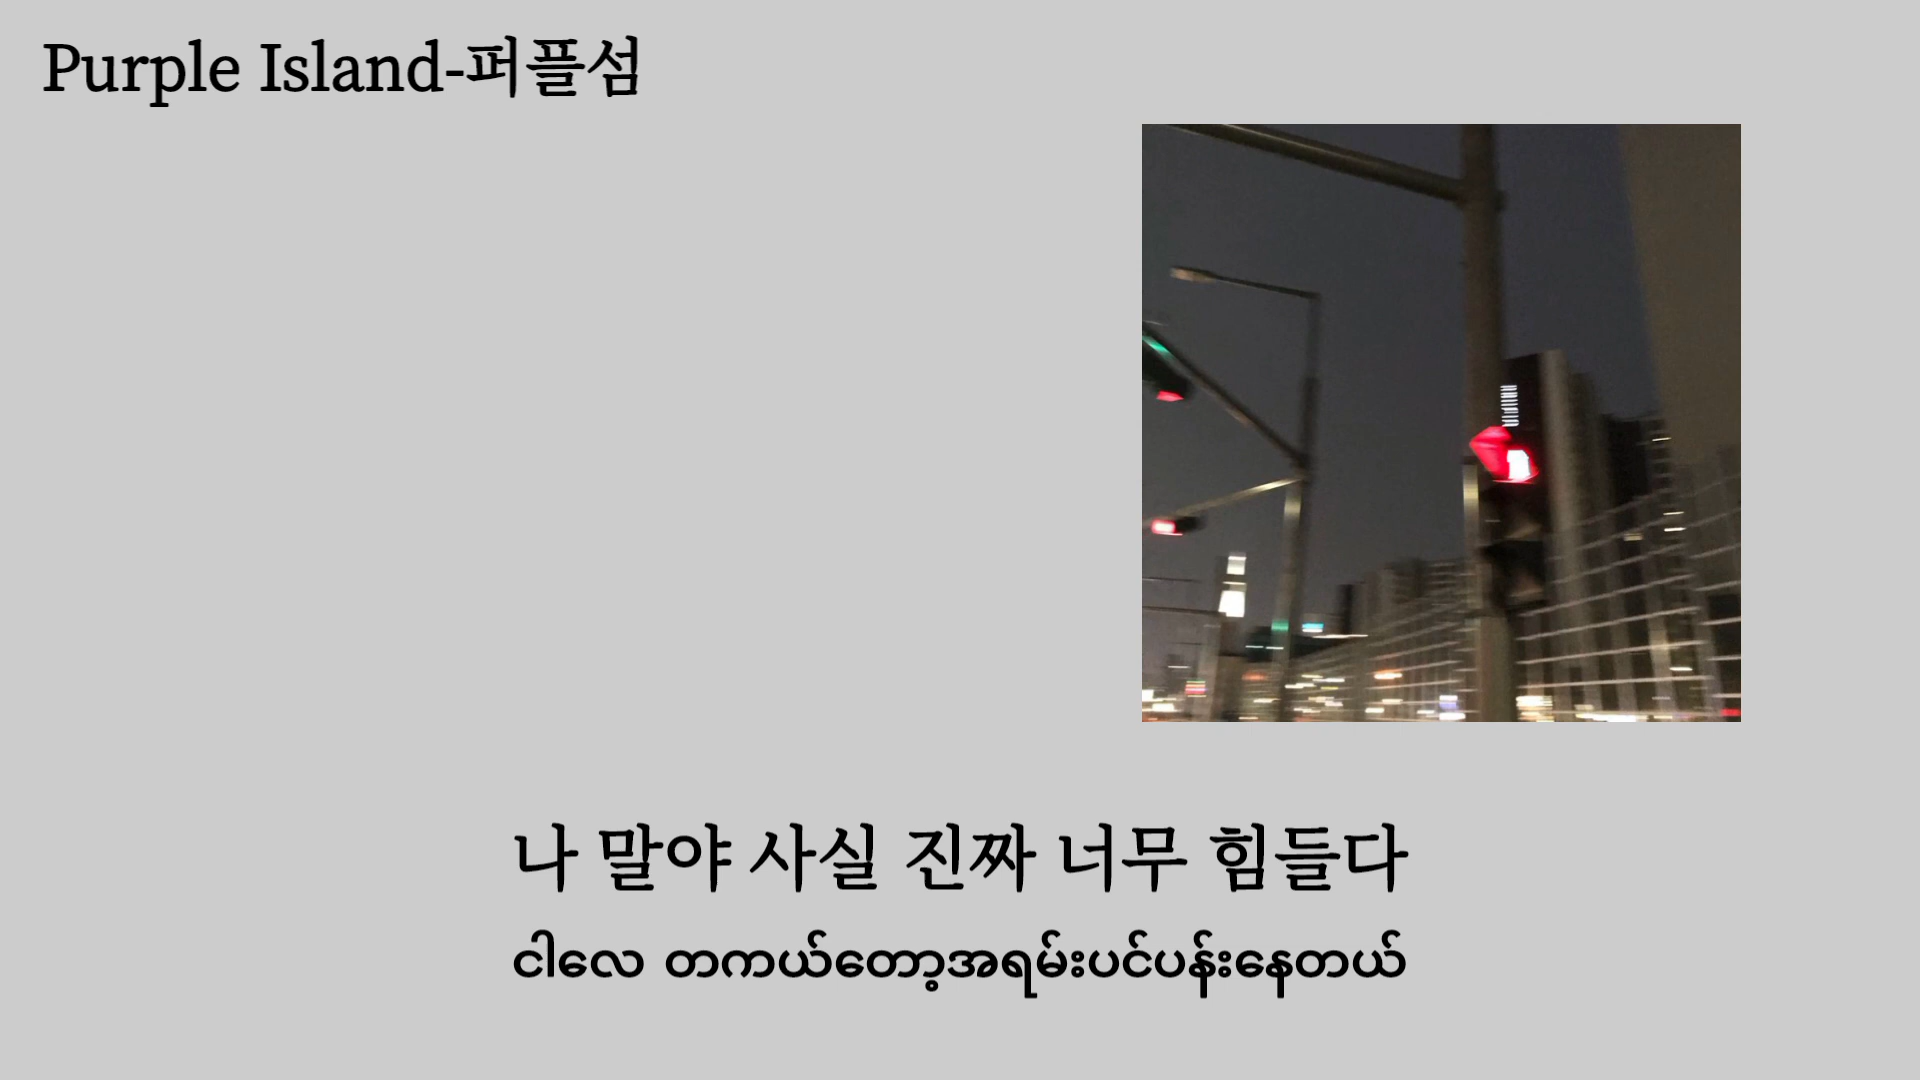 Purple Island-퍼플섬
나 말야 사실 진짜 너무 힘들다
ငါလေ တကယ်တော့အရမ်းပင်ပန်းနေတယ်